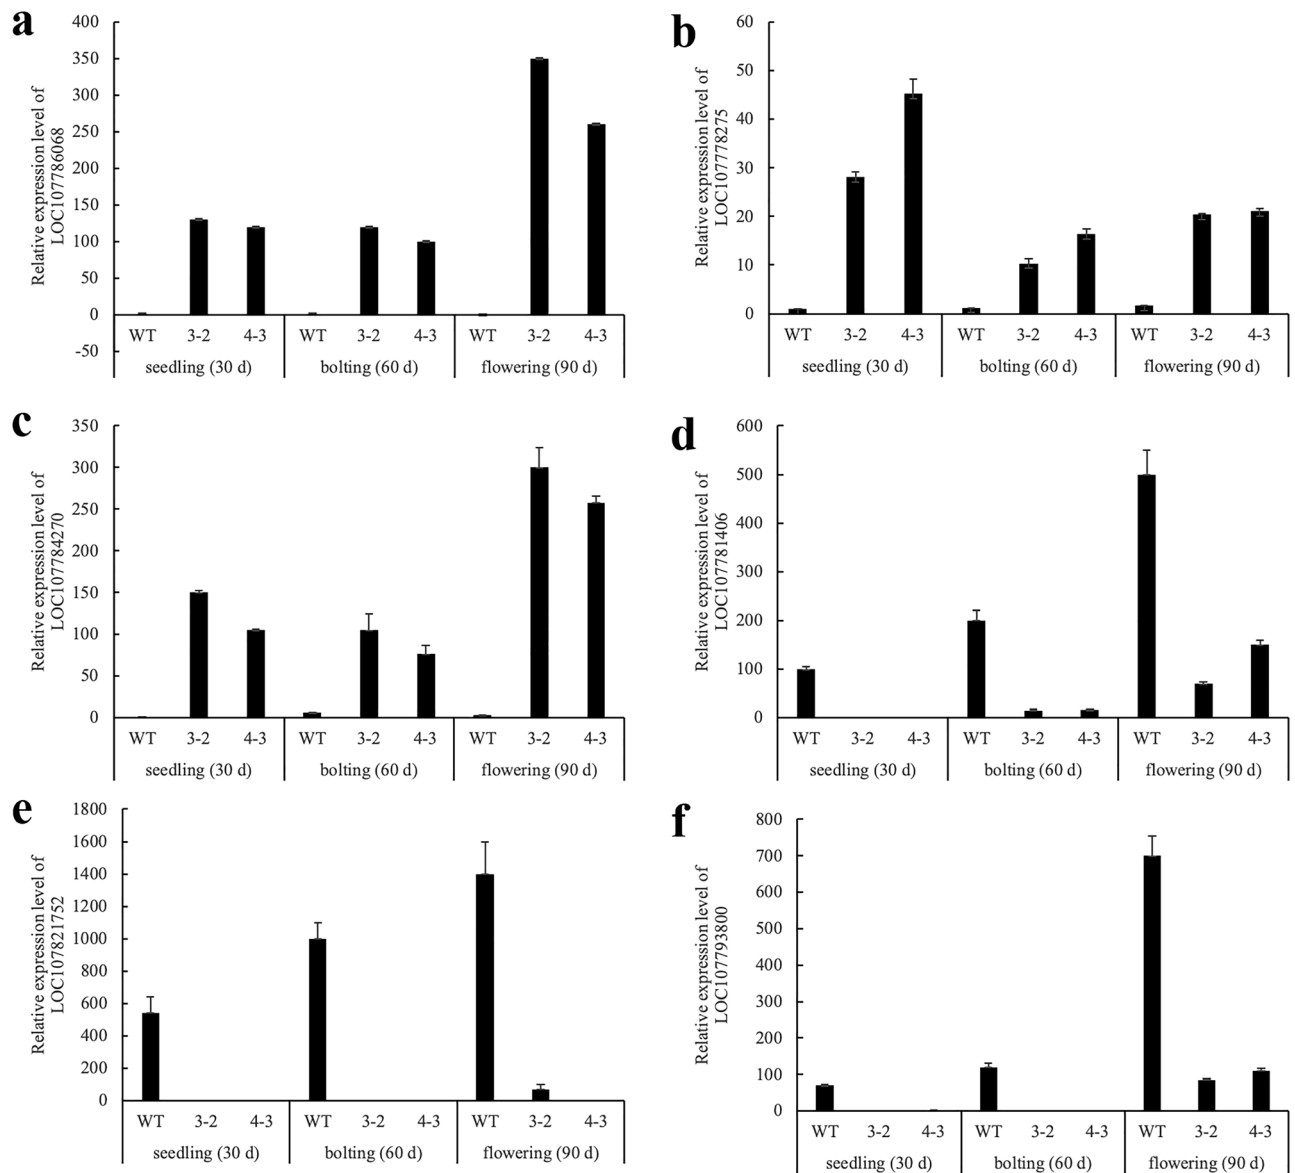 a
Relative expression level of
LOC107786068
400
350
300
250
200
150
100
50
0
-50
WT 3-2 4-3 WT 3-2 4-3 WT 3-2 4-3
seedling (30 d) bolting (60 d) flowering (90 d)
b
Relative expression level of
LOC107778275
60
50
40
30
20
10
0
WT 3-2 4-3 WT 3-2 4-3 WT 3-2 4-3
seedling (30 d) bolting (60 d) flowering (90 d)
c
Relative expression level of
LOC107784270
350
300
250
200
150
100
50
0
WT 3-2 4-3 WT 3-2 4-3 WT 3-2 4-3
seedling (30 d) bolting (60 d) flowering (90 d)
d
Relative expression level of
LOC107781406
600
500
400
300
200
100
0
WT 3-2 4-3 WT 3-2 4-3 WT 3-2 4-3
seedling (30 d) bolting (60 d) flowering (90 d)
e
Relative expression level of
LOC107821752
1800
1600
1400
1200
1000
800
600
400
200
0
WT 3-2 4-3 WT 3-2 4-3 WT 3-2 4-3
seedling (30 d) bolting (60 d) flowering (90 d)
f
Relative expression level of
LOC107793800
800
700
600
500
400
300
200
100
0
WT 3-2 4-3 WT 3-2 4-3 WT 3-2 4-3
seedling (30 d) bolting (60 d) flowering (90 d)